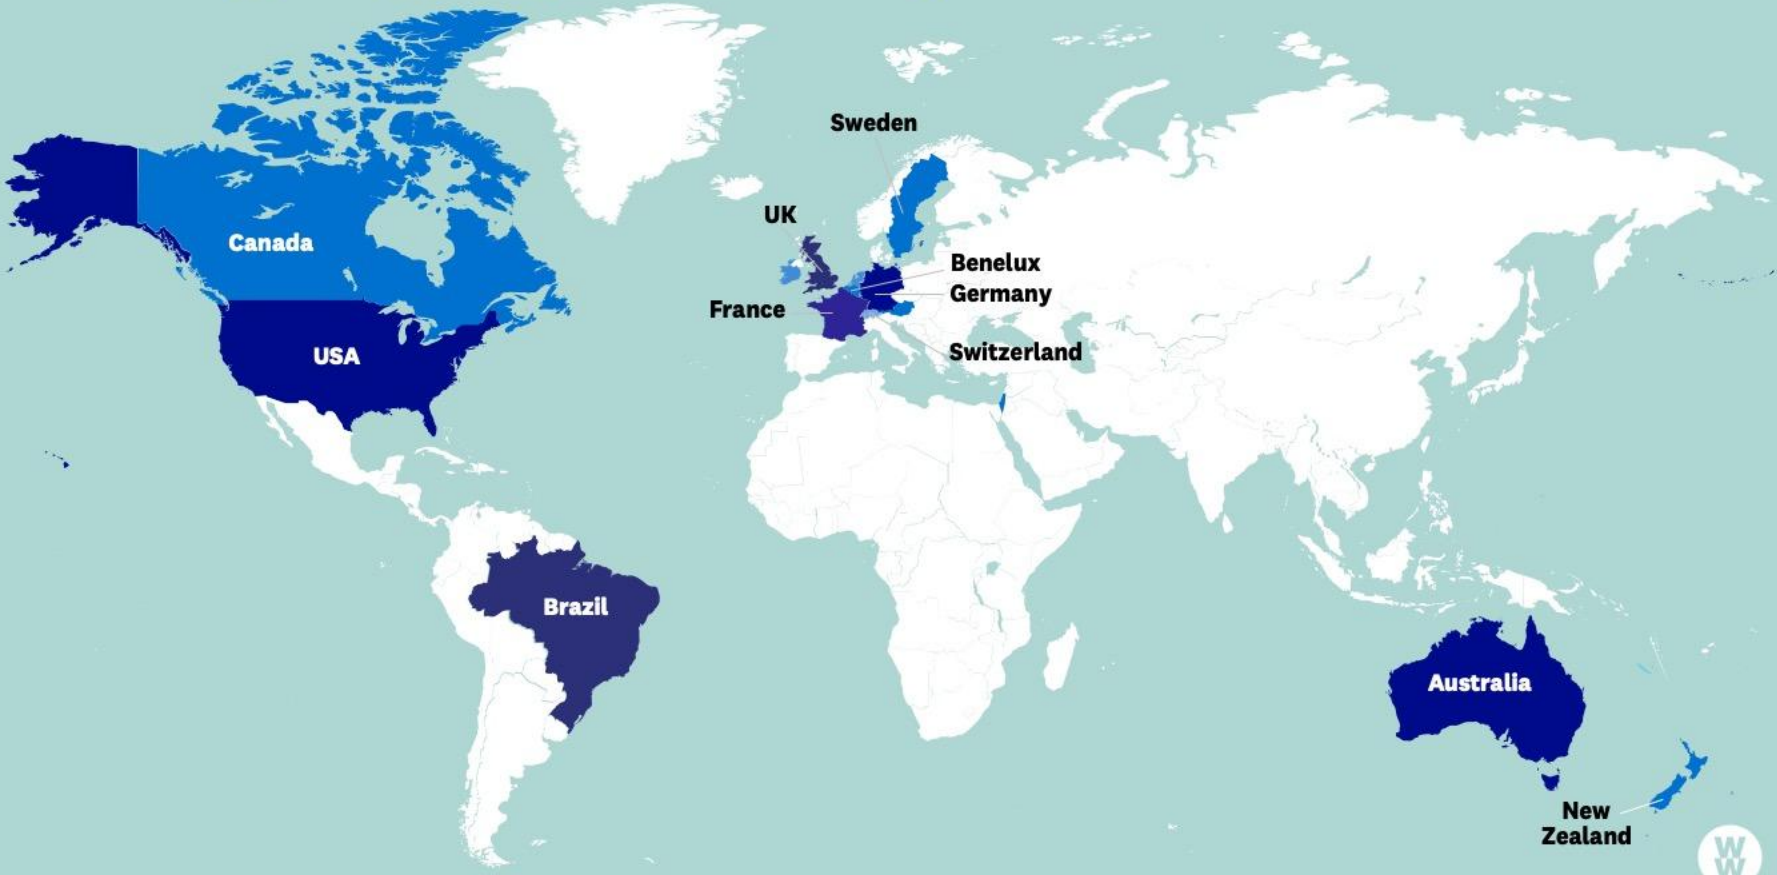 Sweden
UK
Canada
Benelux
Germany
France
Switzerland
USA
Brazil
Australia
New
Zealand
W
W